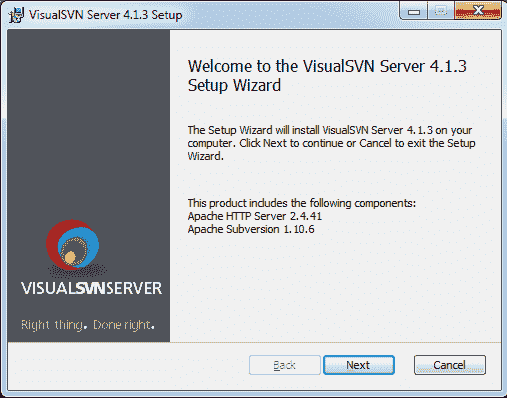 VisualSVN Server 4.1.3 Setup
Welcome to the VisualSVN Server 4.1.3
Setup Wizard
The Setup Wizard will install VisualSVN Server 4.1.3 on your
computer. Click Next to continue or Cancel to exit the Setup
Wizard.
This product includes the following components:
Apache HTTP Server 2.4.41
Apache Subversion 1.10.6
VISUALSVNSERVER
Right thing. Done right.
Back
Next
Cancel